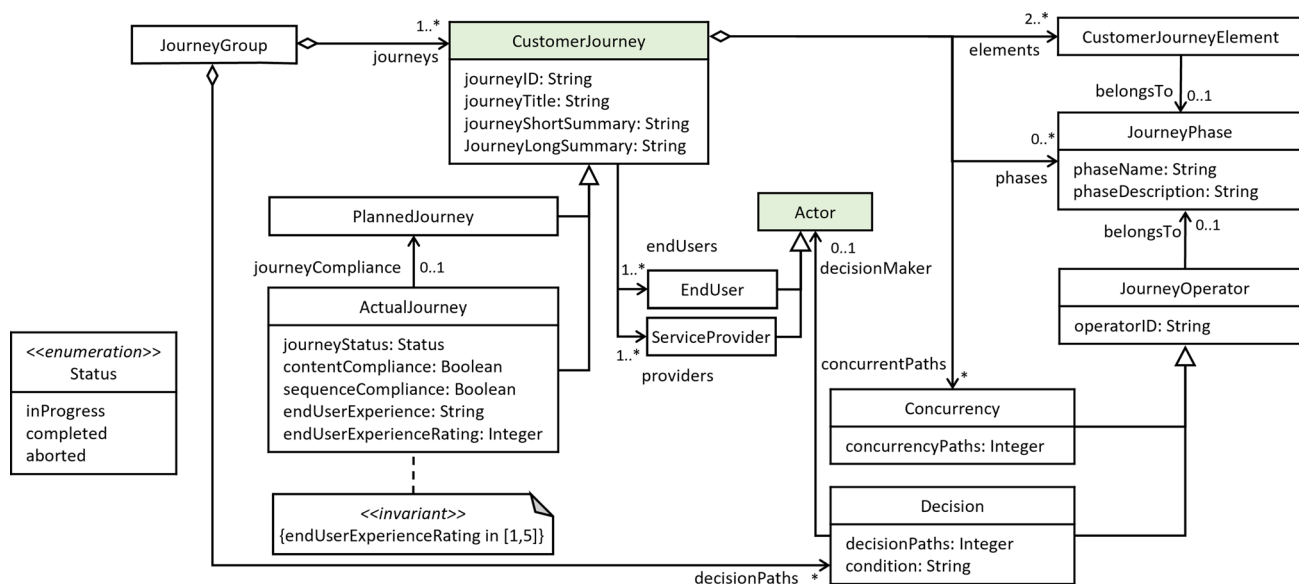 JourneyGroup
1..*
journeys
CustomerJourney
journeyID: String
journeyTitle: String
journeyShortSummary: String
JourneyLongSummary: String
2..*
elements
CustomerJourneyElement
belongsTo
0..1
JourneyPhase
phaseName: String
phaseDescription: String
0..*
phases
belongsTo
0..1
JourneyOperator
operatorID: String
PlannedJourney
journeyCompliance
0..1
ActualJourney
journeyStatus: Status
contentCompliance: Boolean
sequenceCompliance: Boolean
endUserExperience: String
endUserExperienceRating: Integer
<<invariant>>
{endUserExperienceRating in [1,5]}
<<enumeration>>
Status
inProgress
completed
aborted
Actor
0..1
decisionMaker
endUsers
1..*
EndUser
ServiceProvider
1..*
providers
concurrentPaths
*
Concurrency
concurrencyPaths: Integer
Decision
decisionPaths: Integer
condition: String
decisionPaths
*